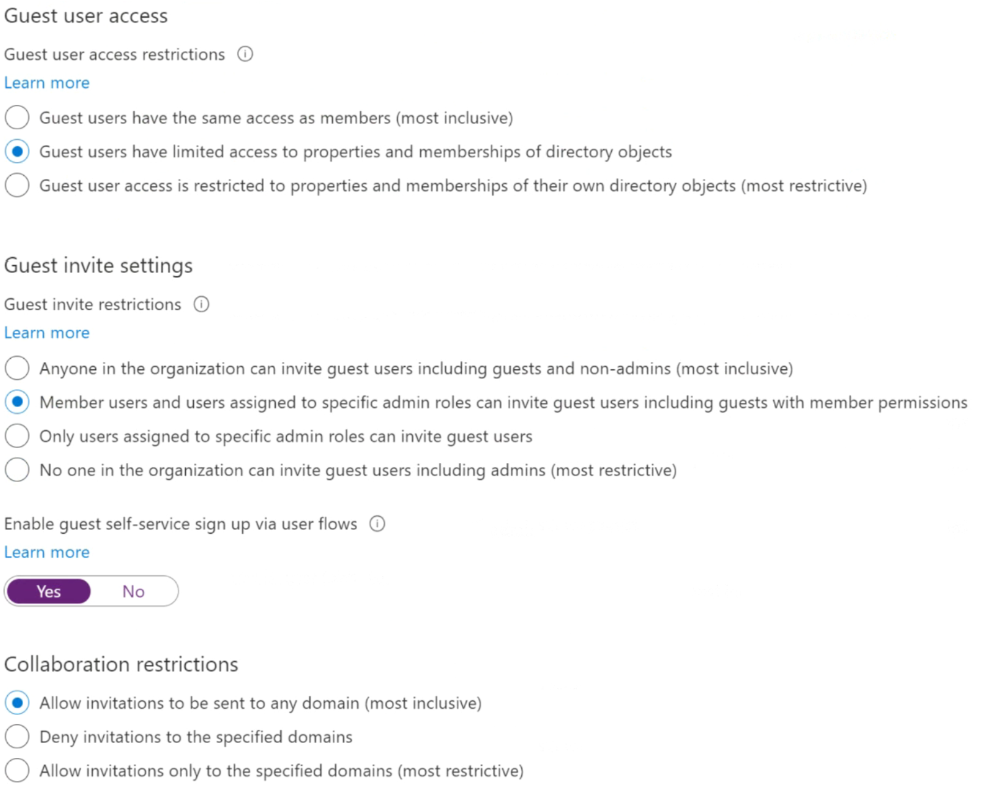 Guest user access
Guest user access restrictions
Learn more
Guest users have the same access as members (most inclusive)
Guest users have limited access to properties and memberships of directory objects
Guest user access is restricted to properties and memberships of their own directory objects (most restrictive)
Guest invite settings
Guest invite restrictions
Learn more
Anyone in the organization can invite guest users including guests and non-admins (most inclusive)
Member users and users assigned to specific admin roles can invite guest users including guests with member permissions
Only users assigned to specific admin roles can invite guest users
No one in the organization can invite guest users including admins (most restrictive)
Enable guest self-service sign up via user flows
Learn more
Yes No
Collaboration restrictions
Allow invitations to be sent to any domain (most inclusive)
Deny invitations to the specified domains
Allow invitations only to the specified domains (most restrictive)